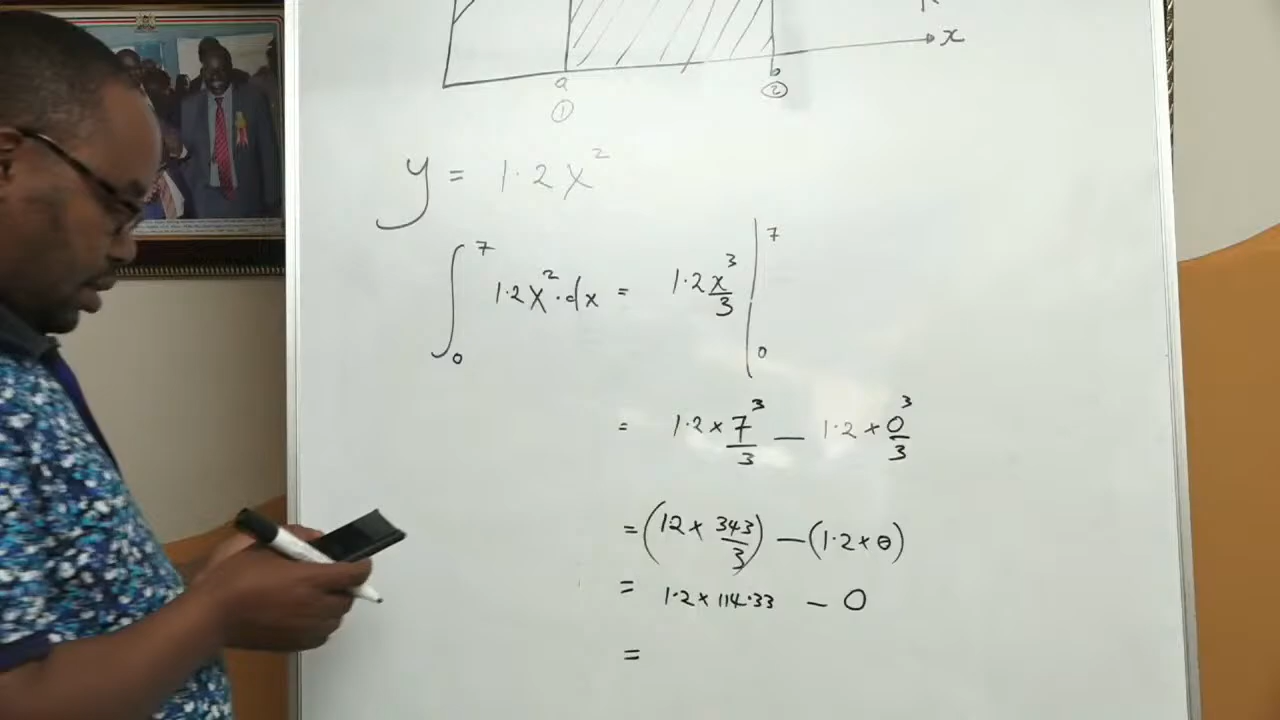 x
a b
① ②
y = 1.2x²
∫₀⁷ 1.2x²·dx = 1.2x³/3 |₀⁷
= 1.2 × 7³/3 — 1.2 × 0³/3
= (12 × 343/3) — (1.2 × 0)
= 1.2 × 114.33 — 0
=